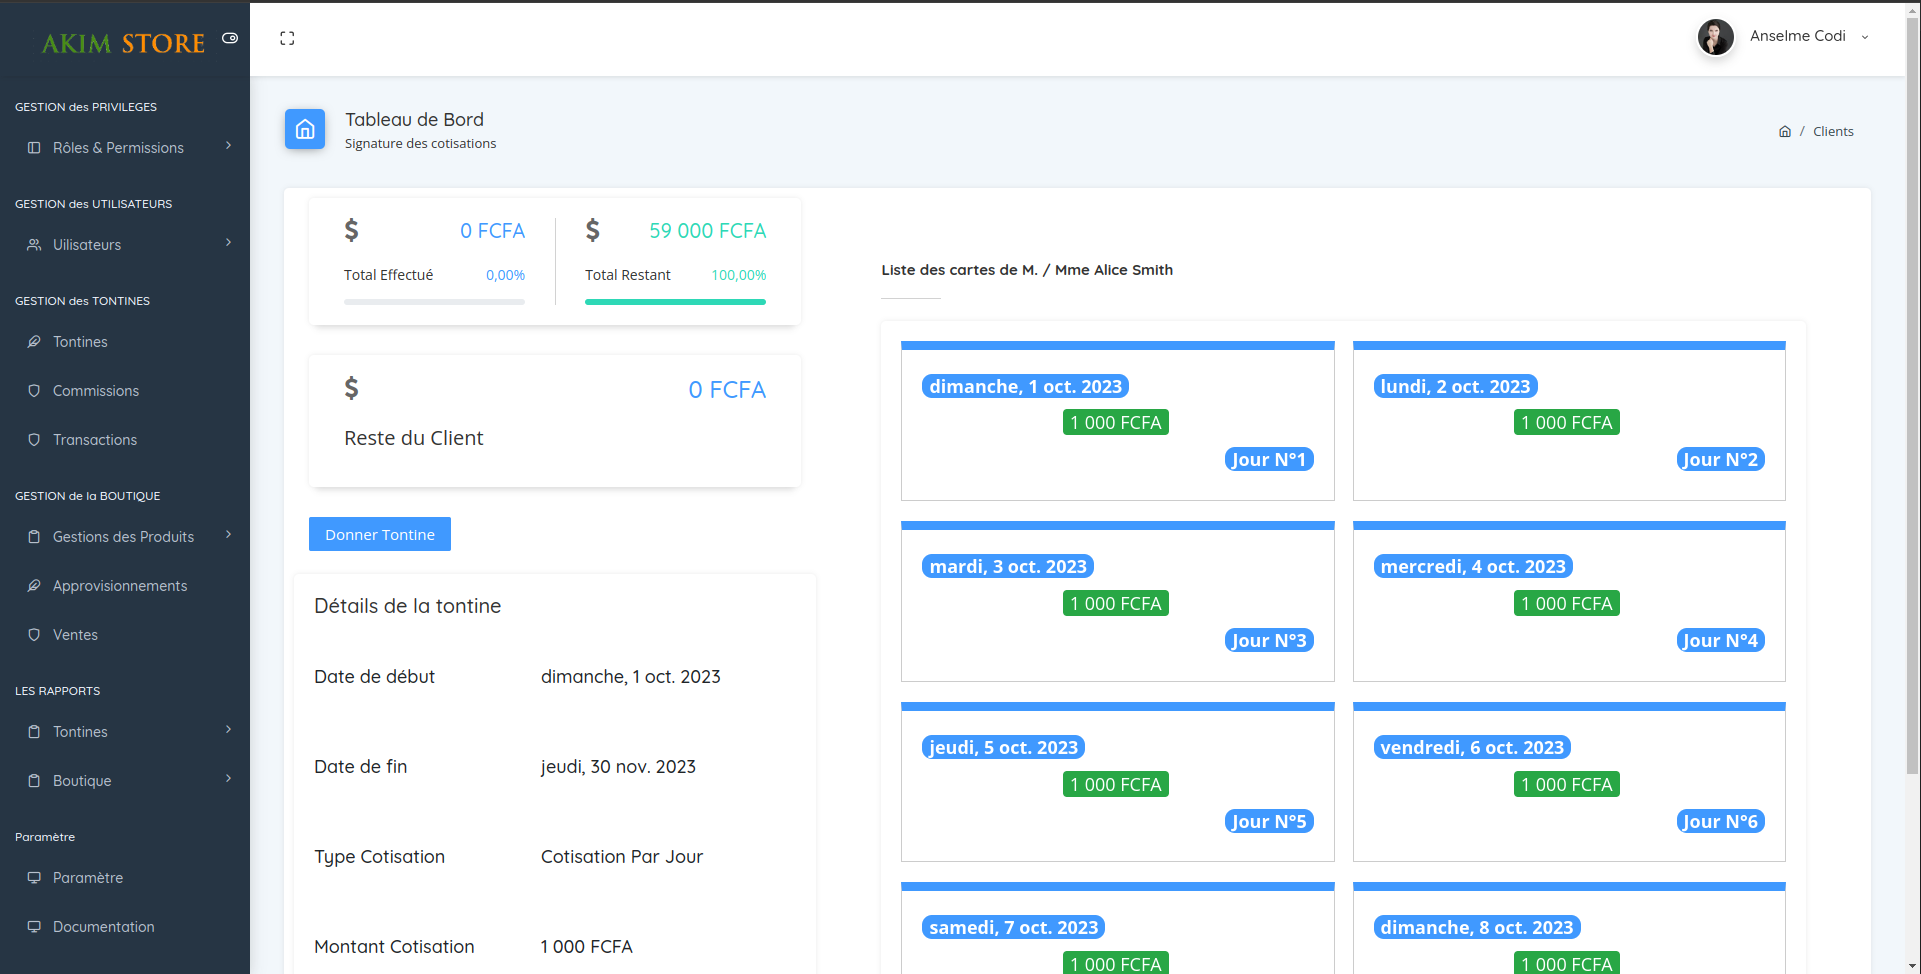 AKIM STORE
GESTION des PRIVILEGES
Rôles & Permissions
GESTION des UTILISATEURS
Uilisateurs
GESTION des TONTINES
Tontines
Commissions
Transactions
GESTION de la BOUTIQUE
Gestions des Produits
Approvisionnements
Ventes
LES RAPPORTS
Tontines
Boutique
Paramètre
Paramètre
Documentation
Anselme Codi
Tableau de Bord
Signature des cotisations
/ Clients
$ 0 FCFA
Total Effectué 0,00%
$ 59 000 FCFA
Total Restant 100,00%
$ 0 FCFA
Reste du Client
Donner Tontine
Détails de la tontine
Date de début dimanche, 1 oct. 2023
Date de fin jeudi, 30 nov. 2023
Type Cotisation Cotisation Par Jour
Montant Cotisation 1 000 FCFA
Liste des cartes de M. / Mme Alice Smith
dimanche, 1 oct. 2023
1 000 FCFA
Jour N°1
lundi, 2 oct. 2023
1 000 FCFA
Jour N°2
mardi, 3 oct. 2023
1 000 FCFA
Jour N°3
mercredi, 4 oct. 2023
1 000 FCFA
Jour N°4
jeudi, 5 oct. 2023
1 000 FCFA
Jour N°5
vendredi, 6 oct. 2023
1 000 FCFA
Jour N°6
samedi, 7 oct. 2023
1 000 FCFA
dimanche, 8 oct. 2023
1 000 FCFA